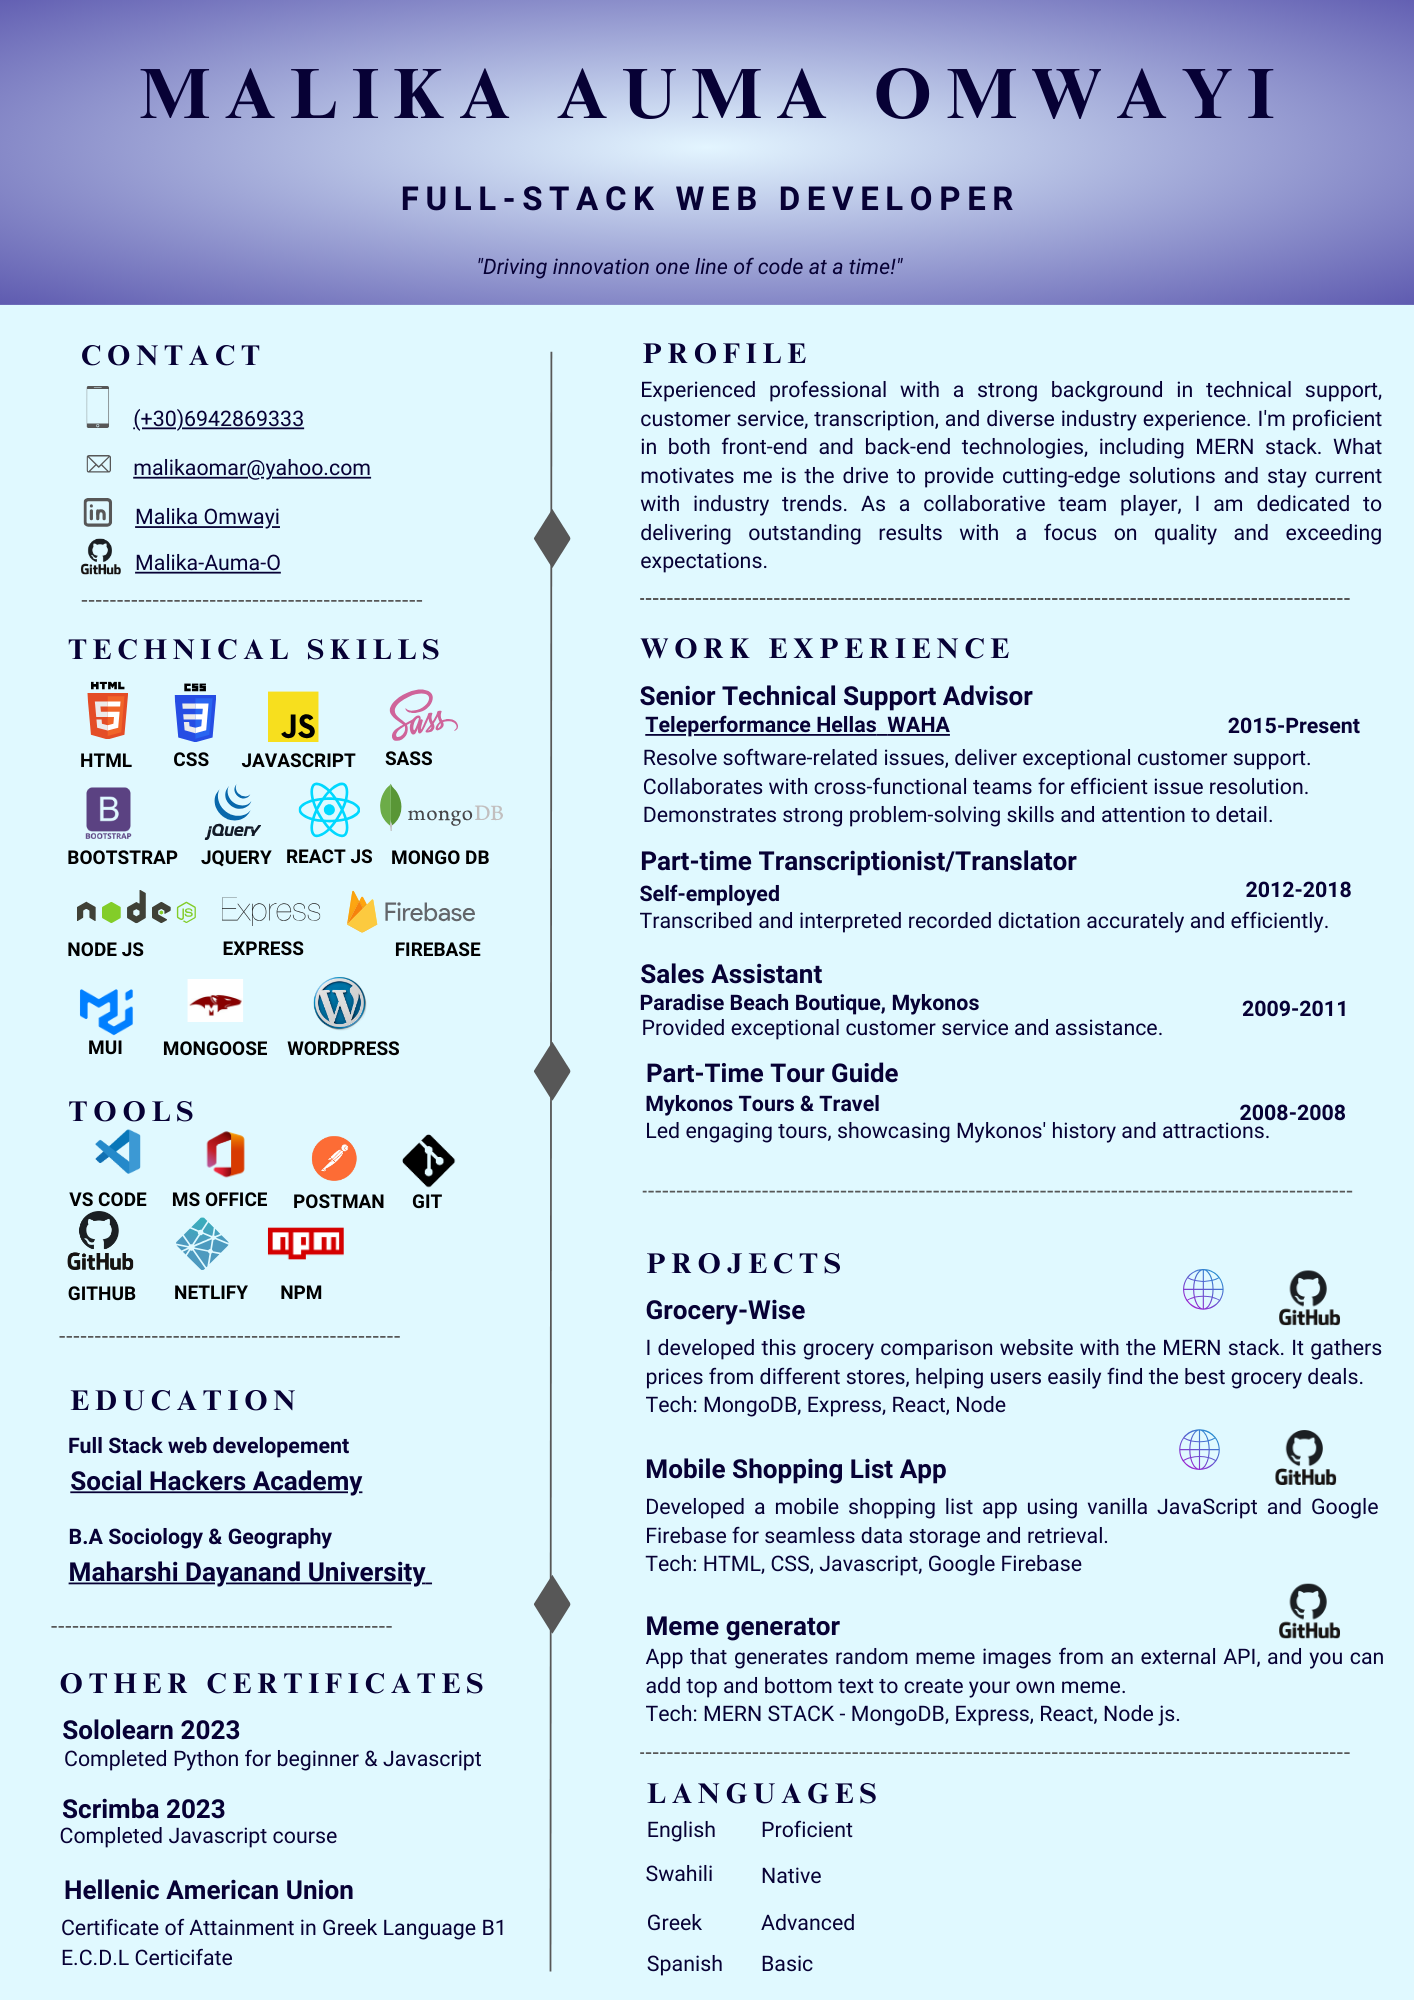 MALIKA AUMA OMWAYI
FULL-STACK WEB DEVELOPER
"Driving innovation one line of code at a time!"
CONTACT
(+30)6942869333
malikaomar@yahoo.com
in Malika Omwayi
GitHub Malika-Auma-O
------------------------------------------------
TECHNICAL SKILLS
HTML CSS JS Sass
HTML CSS JAVASCRIPT SASS
B BOOTSTRAP jQuery mongoDB
BOOTSTRAP JQUERY REACT JS MONGO DB
node JS Express Firebase
NODE JS EXPRESS FIREBASE
M W
MUI MONGOOSE WORDPRESS
TOOLS
VS CODE MS OFFICE POSTMAN GIT
GitHub npm
GITHUB NETLIFY NPM
------------------------------------------------
EDUCATION
Full Stack web developement
Social Hackers Academy
B.A Sociology & Geography
Maharshi Dayanand University
------------------------------------------------
OTHER CERTIFICATES
Sololearn 2023
Completed Python for beginner & Javascript
Scrimba 2023
Completed Javascript course
Hellenic American Union
Certificate of Attainment in Greek Language B1
E.C.D.L Certicifate
PROFILE
Experienced professional with a strong background in technical support,
customer service, transcription, and diverse industry experience. I'm proficient
in both front-end and back-end technologies, including MERN stack. What
motivates me is the drive to provide cutting-edge solutions and stay current
with industry trends. As a collaborative team player, I am dedicated to
delivering outstanding results with a focus on quality and exceeding
expectations.
------------------------------------------------
WORK EXPERIENCE
Senior Technical Support Advisor
Teleperformance Hellas WAHA 2015-Present
Resolve software-related issues, deliver exceptional customer support.
Collaborates with cross-functional teams for efficient issue resolution.
Demonstrates strong problem-solving skills and attention to detail.
Part-time Transcriptionist/Translator
Self-employed 2012-2018
Transcribed and interpreted recorded dictation accurately and efficiently.
Sales Assistant
Paradise Beach Boutique, Mykonos 2009-2011
Provided exceptional customer service and assistance.
Part-Time Tour Guide
Mykonos Tours & Travel 2008-2008
Led engaging tours, showcasing Mykonos' history and attractions.
------------------------------------------------
PROJECTS
Grocery-Wise GitHub
I developed this grocery comparison website with the MERN stack. It gathers
prices from different stores, helping users easily find the best grocery deals.
Tech: MongoDB, Express, React, Node
Mobile Shopping List App GitHub
Developed a mobile shopping list app using vanilla JavaScript and Google
Firebase for seamless data storage and retrieval.
Tech: HTML, CSS, Javascript, Google Firebase
Meme generator GitHub
App that generates random meme images from an external API, and you can
add top and bottom text to create your own meme.
Tech: MERN STACK - MongoDB, Express, React, Node js.
------------------------------------------------
LANGUAGES
English Proficient
Swahili Native
Greek Advanced
Spanish Basic